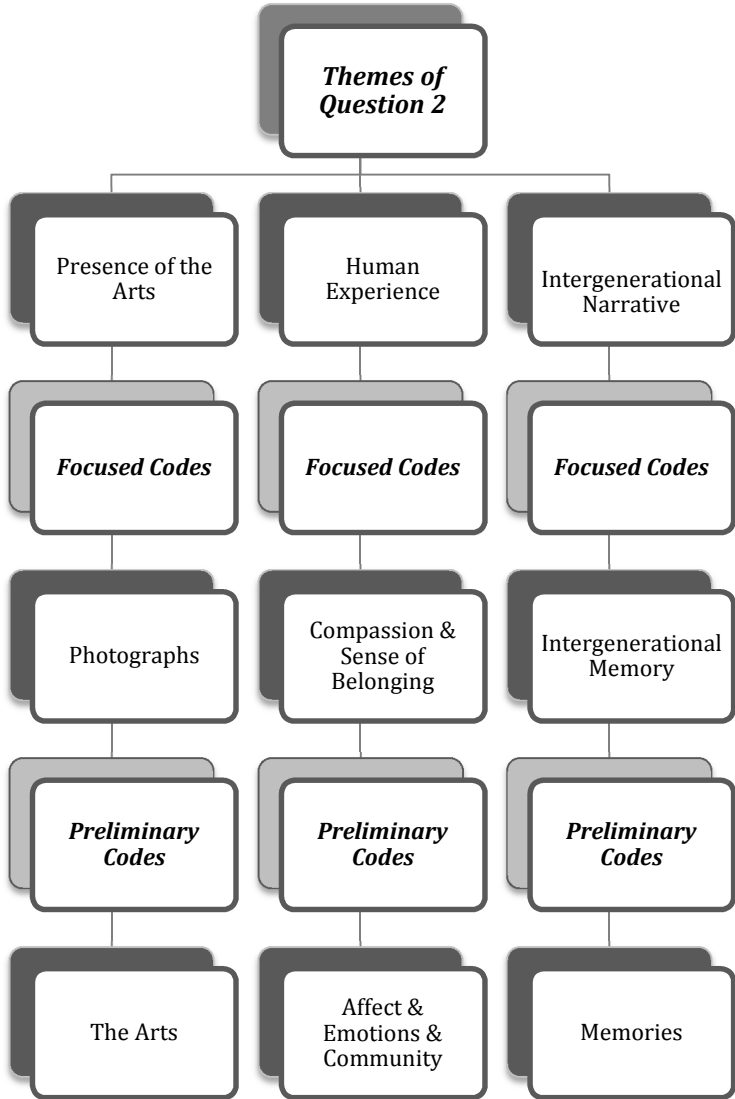 Themes of
Question 2
Presence of the
Arts
Human
Experience
Intergenerational
Narrative
Focused Codes
Focused Codes
Focused Codes
Photographs
Compassion &
Sense of
Belonging
Intergenerational
Memory
Preliminary
Codes
Preliminary
Codes
Preliminary
Codes
The Arts
Affect &
Emotions &
Community
Memories